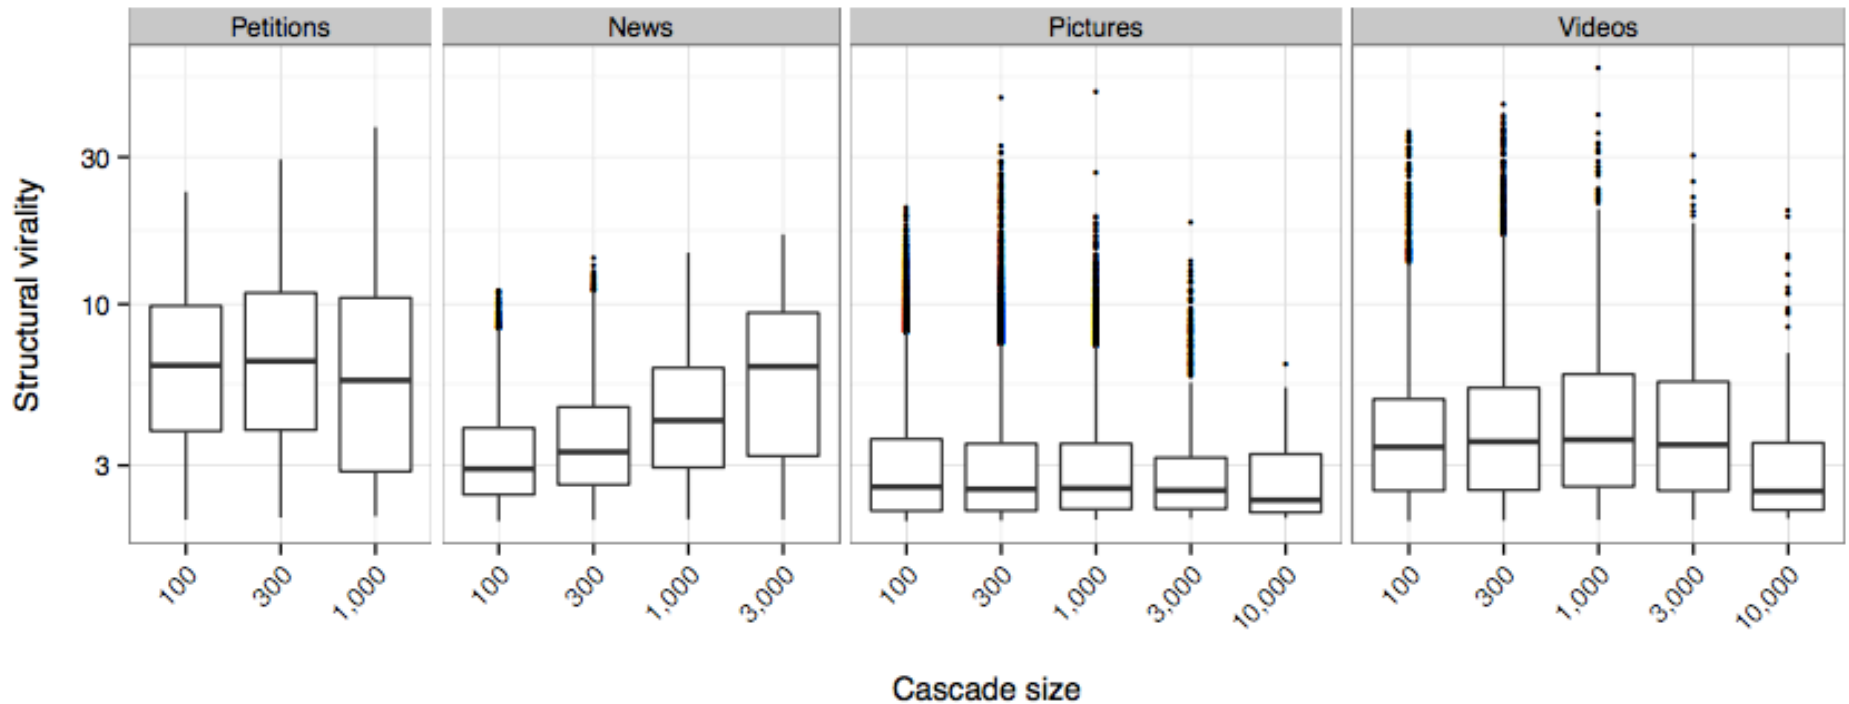 Petitions News Pictures Videos
Structural virality
30
10
3
100 300 1,000 100 300 1,000 3,000 100 300 1,000 3,000 10,000 100 300 1,000 3,000 10,000
Cascade size